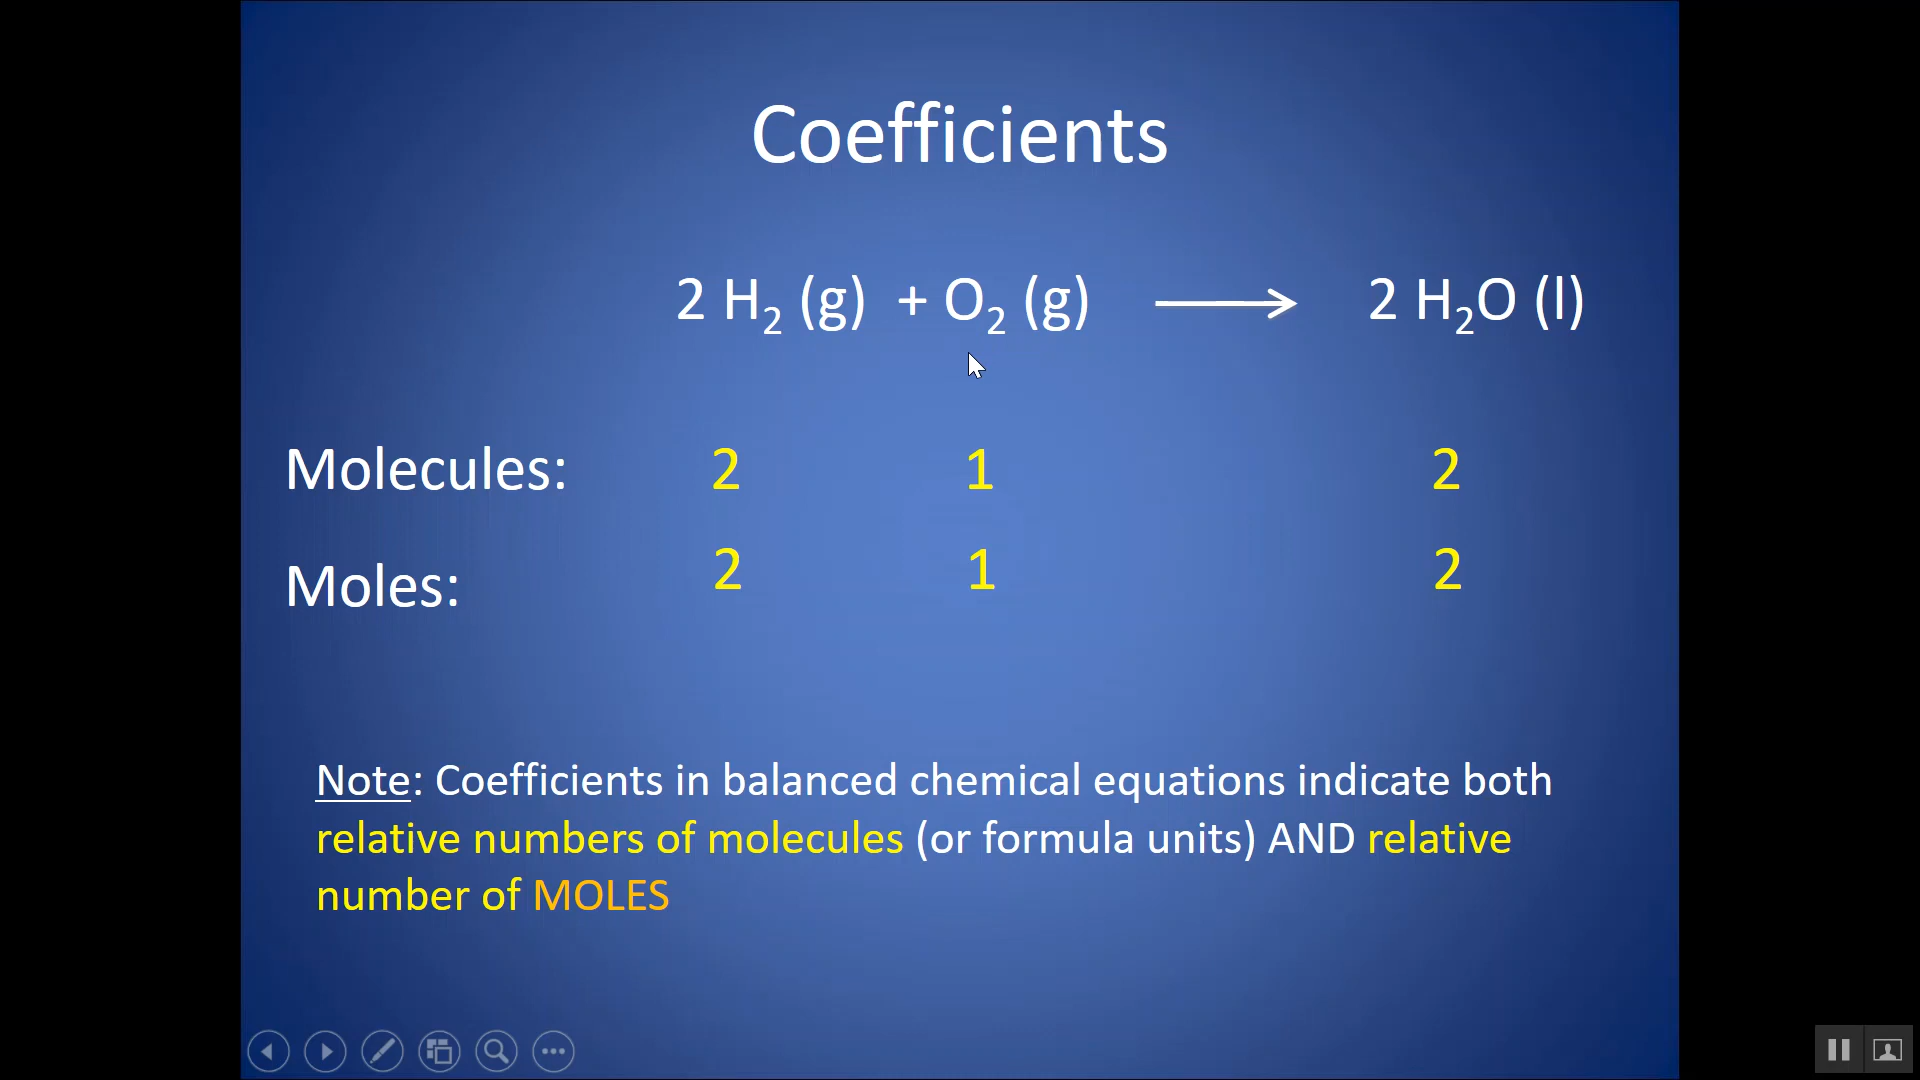 Coefficients
2 H₂ (g) + O₂ (g) ⟶ 2 H₂O (l)
Molecules: 2 1 2
Moles: 2 1 2
Note: Coefficients in balanced chemical equations indicate both
relative numbers of molecules (or formula units) AND relative
number of MOLES